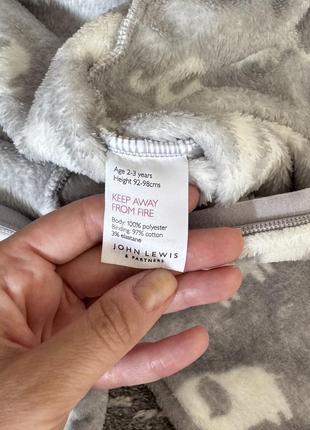 Age 2-3 years
Height 92-98cms
KEEP AWAY
FROM FIRE
Body: 100% polyester
Binding: 97% cotton
3% elastane
JOHN LEWIS
& PARTNERS